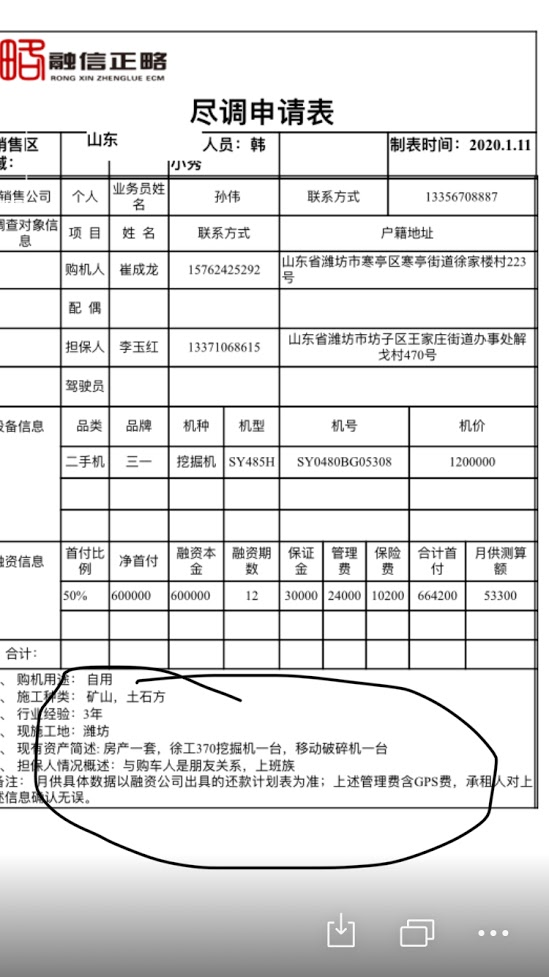 融信正略
RONG XIN ZHENGLUE ECM
尽调申请表
销售区域： 山东 人员：韩小秀 制表时间：2020.1.11
销售公司 个人 业务员姓名 孙伟 联系方式 13356708887
调查对象信息 项 目 姓 名 联系方式 户籍地址
购机人 崔成龙 15762425292 山东省潍坊市寒亭区寒亭街道徐家楼村223号
配 偶
担保人 李玉红 13371068615 山东省潍坊市坊子区王家庄街道办事处解戈村470号
驾驶员
设备信息 品类 品牌 机种 机型 机号 机价
二手机 三一 挖掘机 SY485H SY0480BG05308 1200000
融资信息 首付比例 净首付 融资本金 融资期数 保证金 管理费 保险费 合计首付 月供测算额
50% 600000 600000 12 30000 24000 10200 664200 53300
合计：
、 购机用途： 自用
、 施工种类： 矿山，土石方
、 行业经验：3年
、 现施工地：潍坊
、 现有资产简述: 房产一套，徐工370挖掘机一台，移动破碎机一台
、 担保人情况概述：与购车人是朋友关系，上班族
备注： 月供具体数据以融资公司出具的还款计划表为准；上述管理费含GPS费，承租人对上
述信息确认无误。